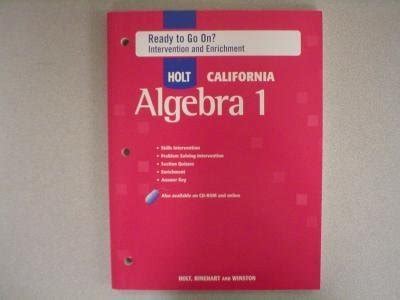 Ready to Go On?
Intervention and Enrichment
HOLT CALIFORNIA
Algebra 1
• Skills Intervention
• Problem Solving Intervention
• Section Quizzes
• Enrichment
• Answer Key
Also available on CD-ROM and online
HOLT, RINEHART AND WINSTON